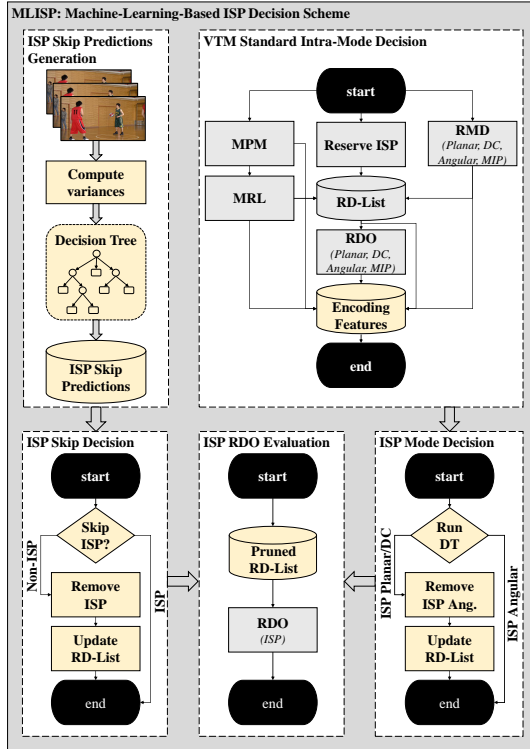 MLISP: Machine-Learning-Based ISP Decision Scheme
ISP Skip Predictions
Generation
Compute
variances
Decision Tree
ISP Skip
Predictions
VTM Standard Intra-Mode Decision
start
MPM
Reserve ISP
RMD
(Planar, DC,
Angular, MIP)
MRL
RD-List
RDO
(Planar, DC,
Angular, MIP)
Encoding
Features
end
ISP Skip Decision
start
Skip
ISP?
Non-ISP
ISP
Remove
ISP
Update
RD-List
end
ISP RDO Evaluation
start
Pruned
RD-List
RDO
(ISP)
end
ISP Mode Decision
start
Run
DT
ISP Planar/DC
ISP Angular
Remove
ISP Ang.
Update
RD-List
end